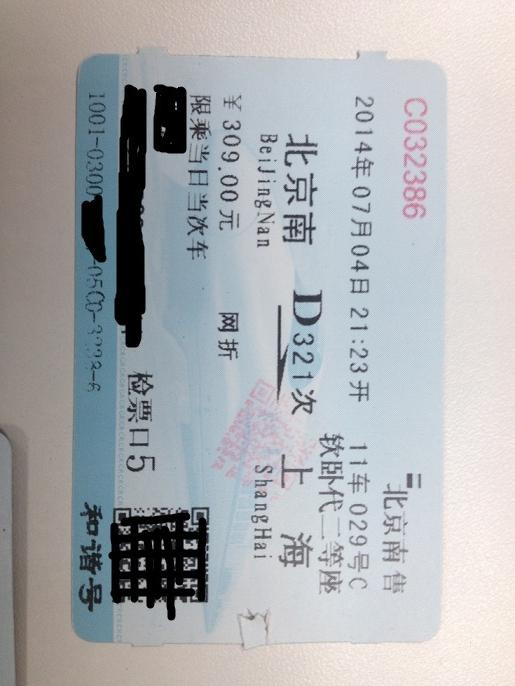 C032386
北京南售
2014年07月04日21:23开 11车029号C
软卧代二等座
北京南 D321次 上海
BeiJingNan ShangHai
￥309.00元 网折
限乘当日当次车
检票口5
1001-0300
和谐号